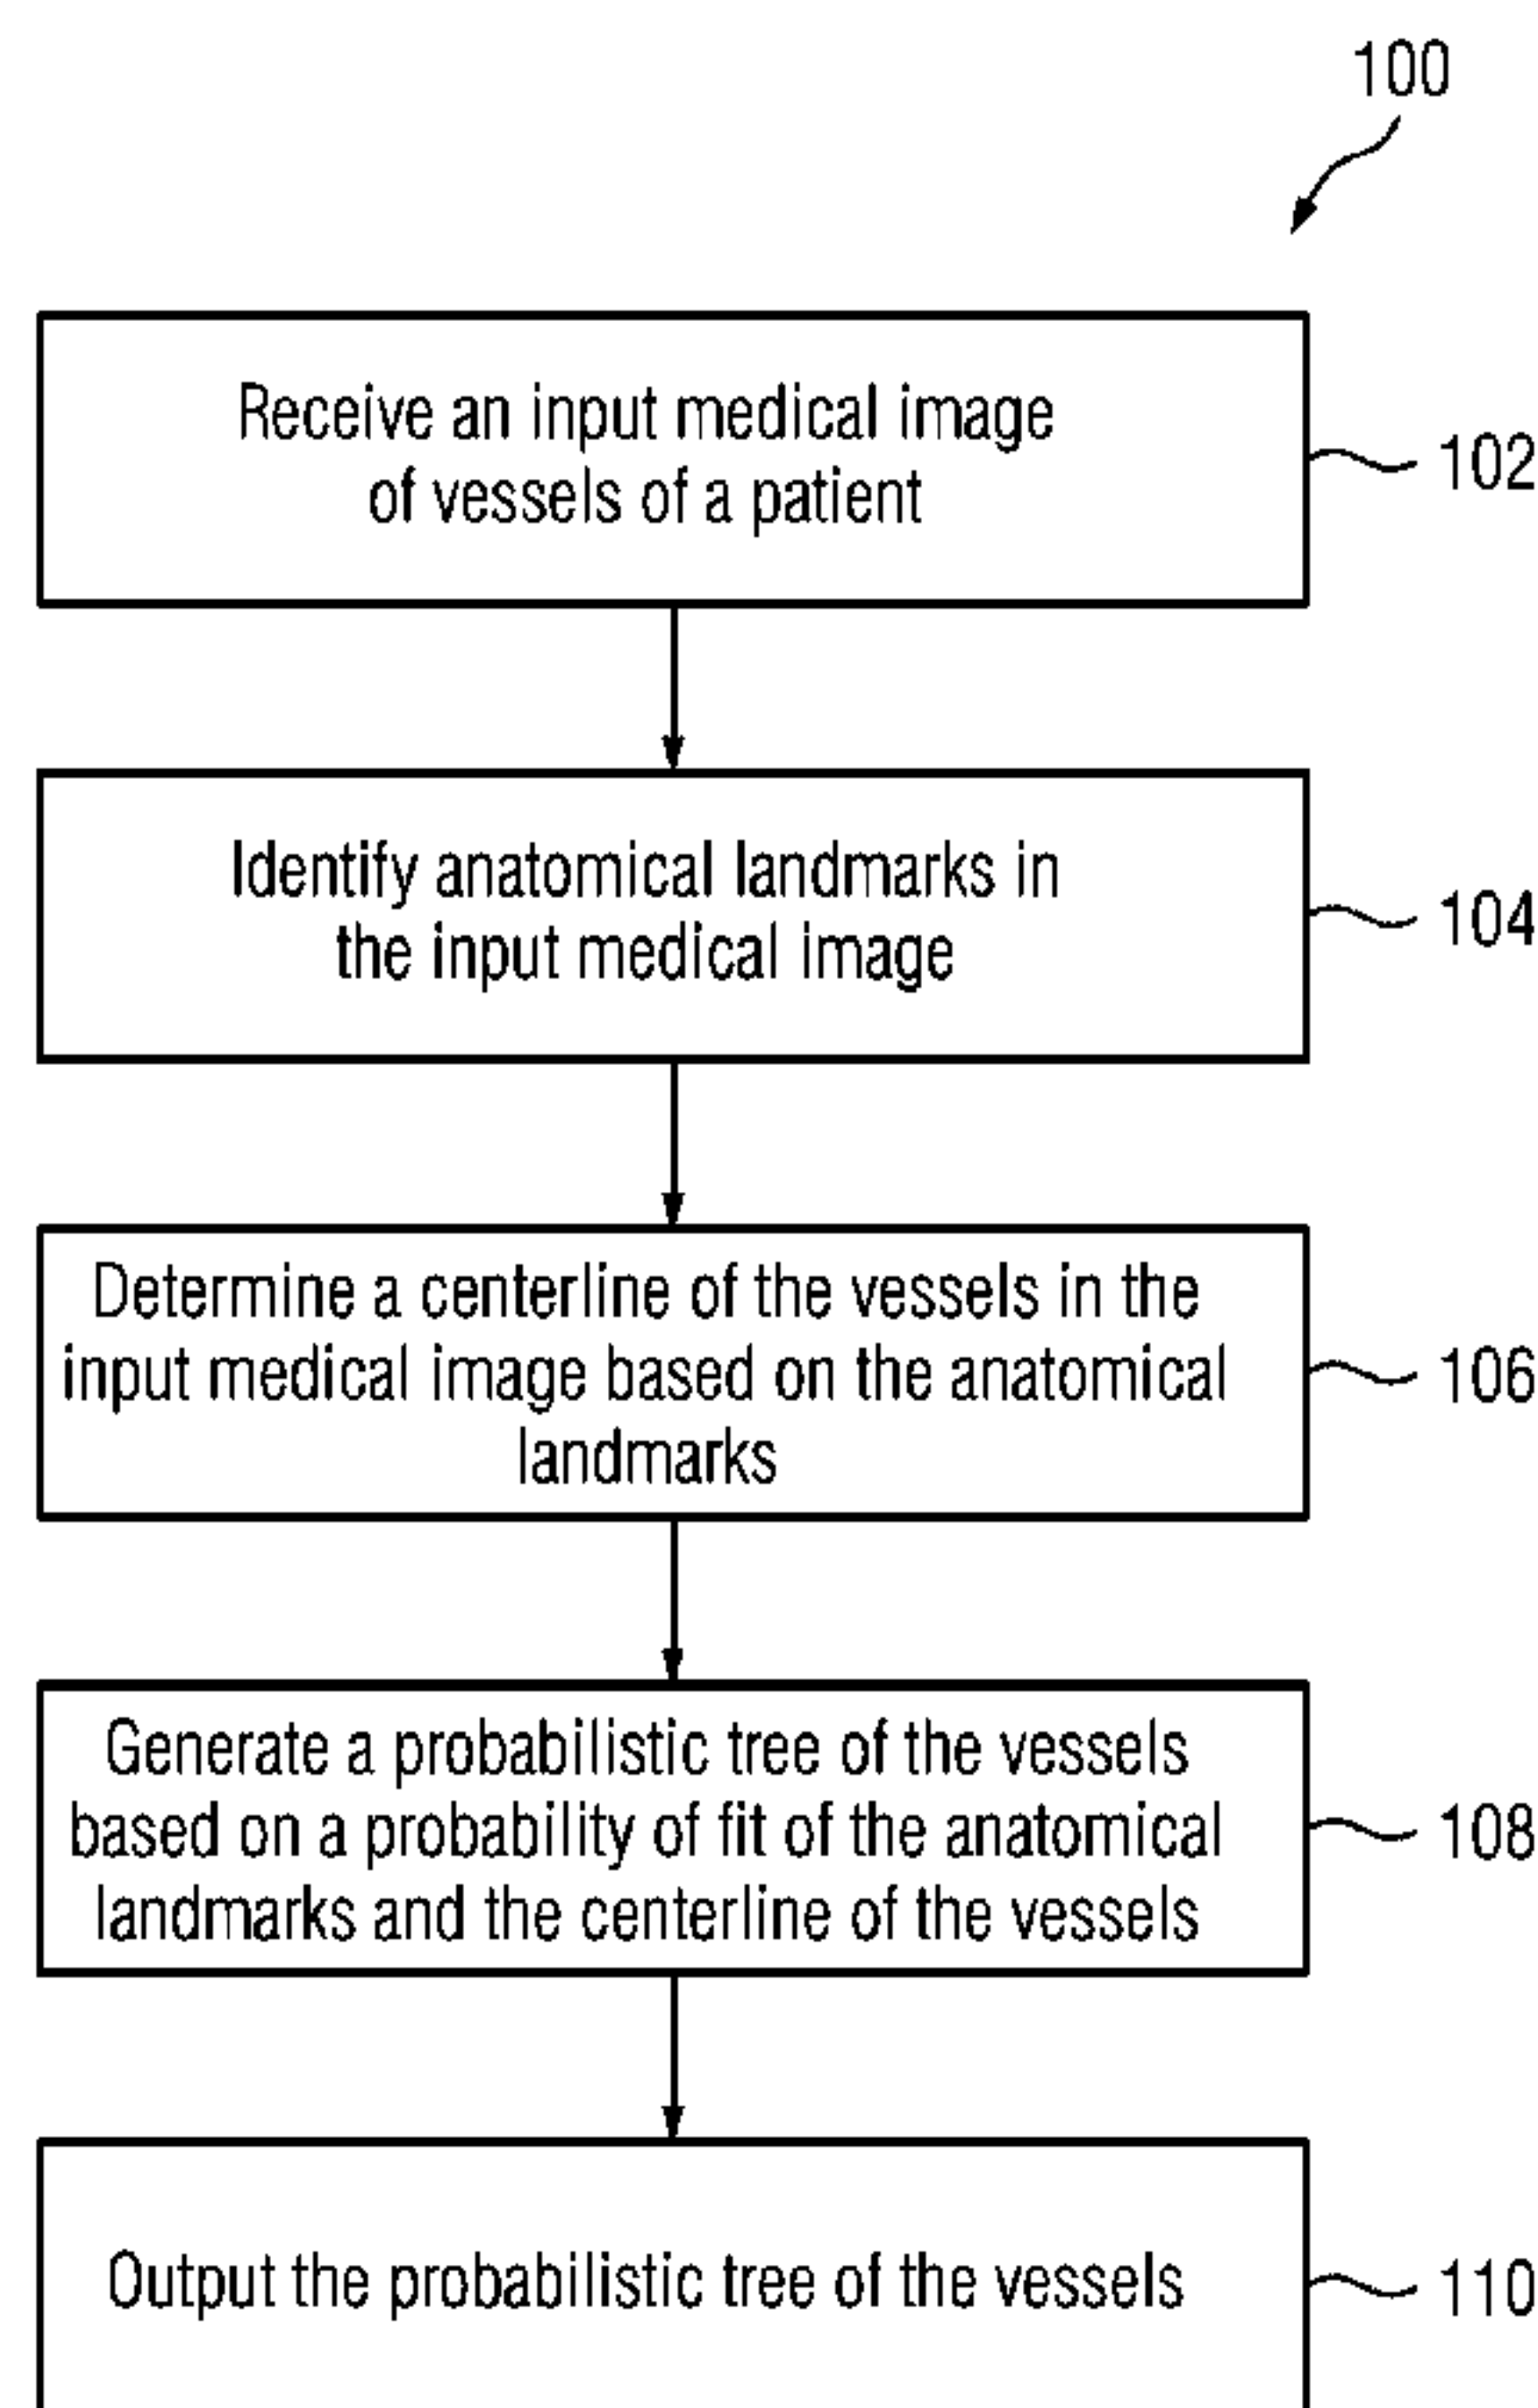 100
Receive an input medical image
of vessels of a patient
102
Identify anatomical landmarks in
the input medical image
104
Determine a centerline of the vessels in the
input medical image based on the anatomical
landmarks
106
Generate a probabilistic tree of the vessels
based on a probability of fit of the anatomical
landmarks and the centerline of the vessels
108
Output the probabilistic tree of the vessels
110